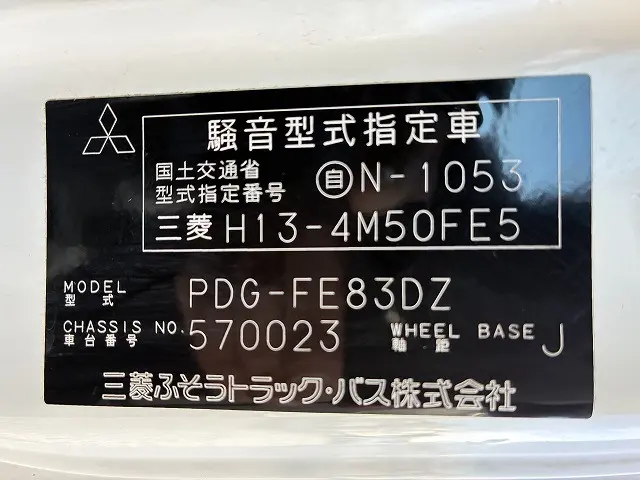 騒音型式指定車
国土交通省
型式指定番号 自N-1053
三菱 H13-4M50FE5
MODEL
型式 PDG-FE83DZ
CHASSIS NO.
車台番号 570023 WHEEL BASE
軸距 J
三菱ふそうトラック・バス株式会社